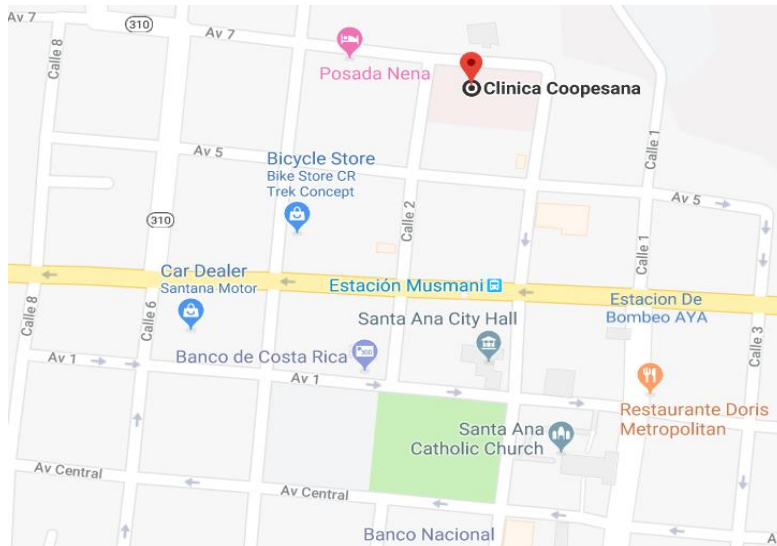 Av 7
310
Av 7
Calle 8
Posada Nena
Clinica Coopesana
Calle 1
Av 5
Bicycle Store
Bike Store CR
Trek Concept
Calle 2
Av 5
310
Calle 1
Car Dealer
Santana Motor
Estación Musmani
Estacion De
Bombeo AYA
Calle 8
Calle 6
Santa Ana City Hall
Calle 3
Av 1
Banco de Costa Rica
Av 1
Restaurante Doris
Metropolitan
Santa Ana
Catholic Church
Av Central
Av Central
Banco Nacional
A